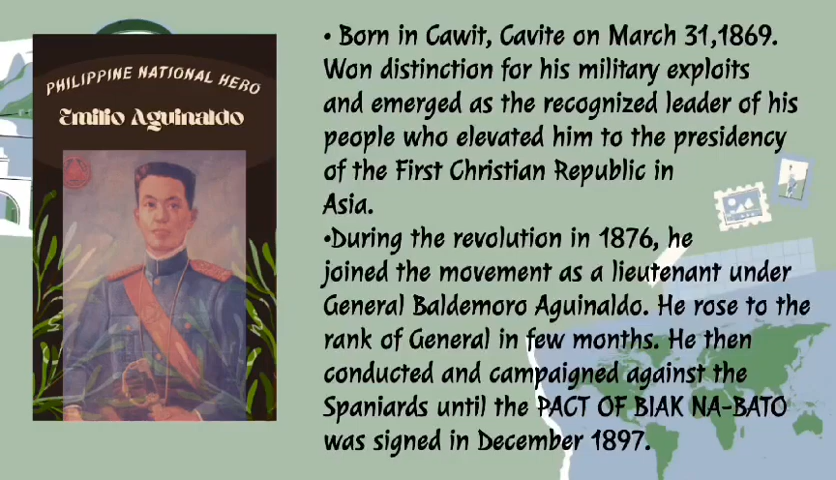 PHILIPPINE NATIONAL HERO
Emilio Aguinaldo
• Born in Cawit, Cavite on March 31,1869.
Won distinction for his military exploits
and emerged as the recognized leader of his
people who elevated him to the presidency
of the First Christian Republic in
Asia.
•During the revolution in 1876, he
joined the movement as a lieutenant under
General Baldemoro Aguinaldo. He rose to the
rank of General in few months. He then
conducted and campaigned against the
Spaniards until the PACT OF BIAK NA-BATO
was signed in December 1897.